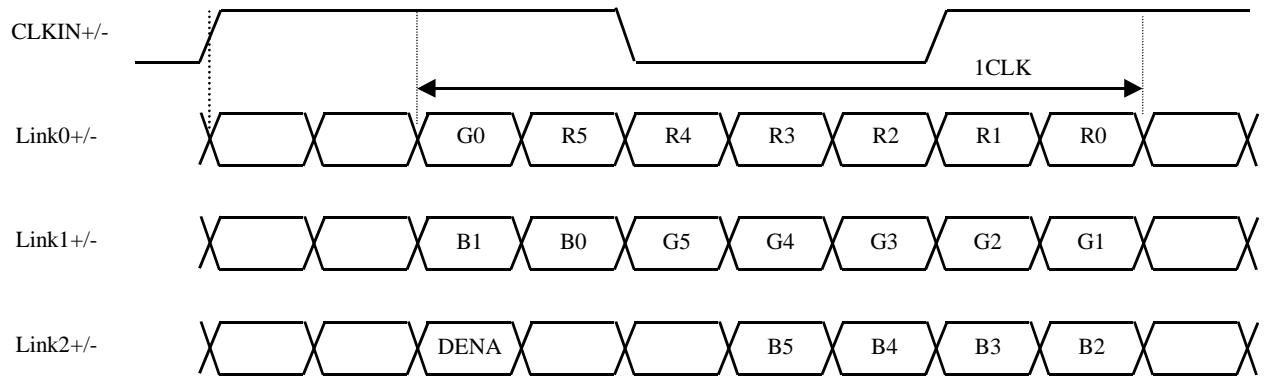 CLKIN+/-
1CLK
Link0+/- G0 R5 R4 R3 R2 R1 R0
Link1+/- B1 B0 G5 G4 G3 G2 G1
Link2+/- DENA B5 B4 B3 B2